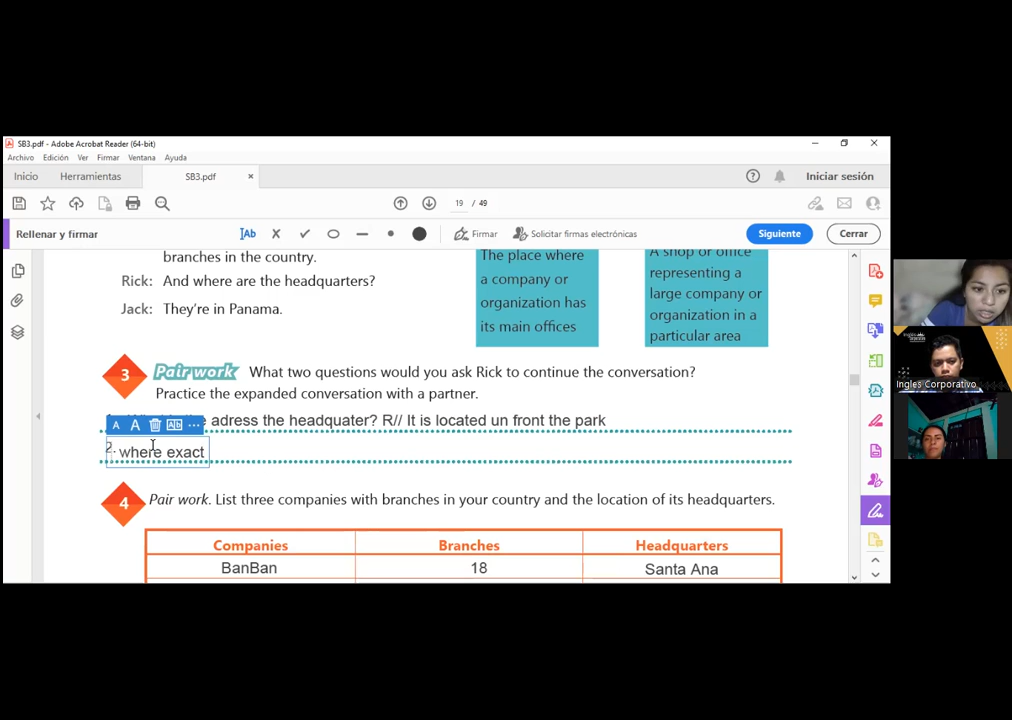 SB3.pdf - Adobe Acrobat Reader (64-bit)
Archivo Edición Ver Firmar Ventana Ayuda
Inicio Herramientas SB3.pdf × Iniciar sesión
19 / 49
Rellenar y firmar Ab Firmar Solicitar firmas electrónicas Siguiente Cerrar
branches in the country.
Rick: And where are the headquarters?
Jack: They're in Panama.
The place where
a company or
organization has
its main offices
A shop or office
representing a
large company or
organization in a
particular area
3 Pair work What two questions would you ask Rick to continue the conversation?
Practice the expanded conversation with a partner.
adress the headquater? R// It is located un front the park
A A Ab ...
2. where exact
4 Pair work. List three companies with branches in your country and the location of its headquarters.
Companies Branches Headquarters
BanBan 18 Santa Ana
Ingles Corporativo